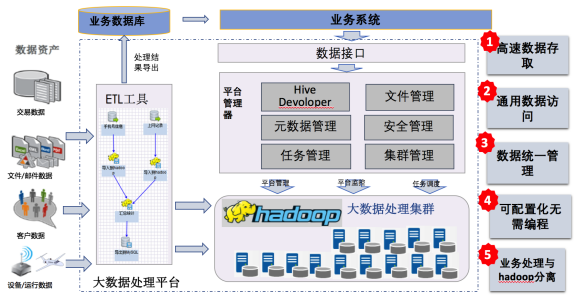 业务数据库
业务系统
数据资产
处理结
果导出
数据接口
1
高速数据存
取
ETL工具
平台
管理
器
Hive
Devoloper
文件管理
2
通用数据访
问
交易数据
元数据管理
安全管理
3
数据统一管
理
任务管理
集群管理
文件/邮件数据
平台管理
平台监控
任务调度
4
可配置化无
需编程
hadoop
大数据处理集群
客户数据
汇总统计
5
业务处理与
hadoop分离
设备/运行数据
大数据处理平台